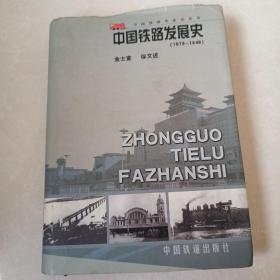 中国铁路发展史
(1876—1949)
金士宣 徐文述
ZHONGGUO
TIELU
FAZHANSHI
中国铁道出版社